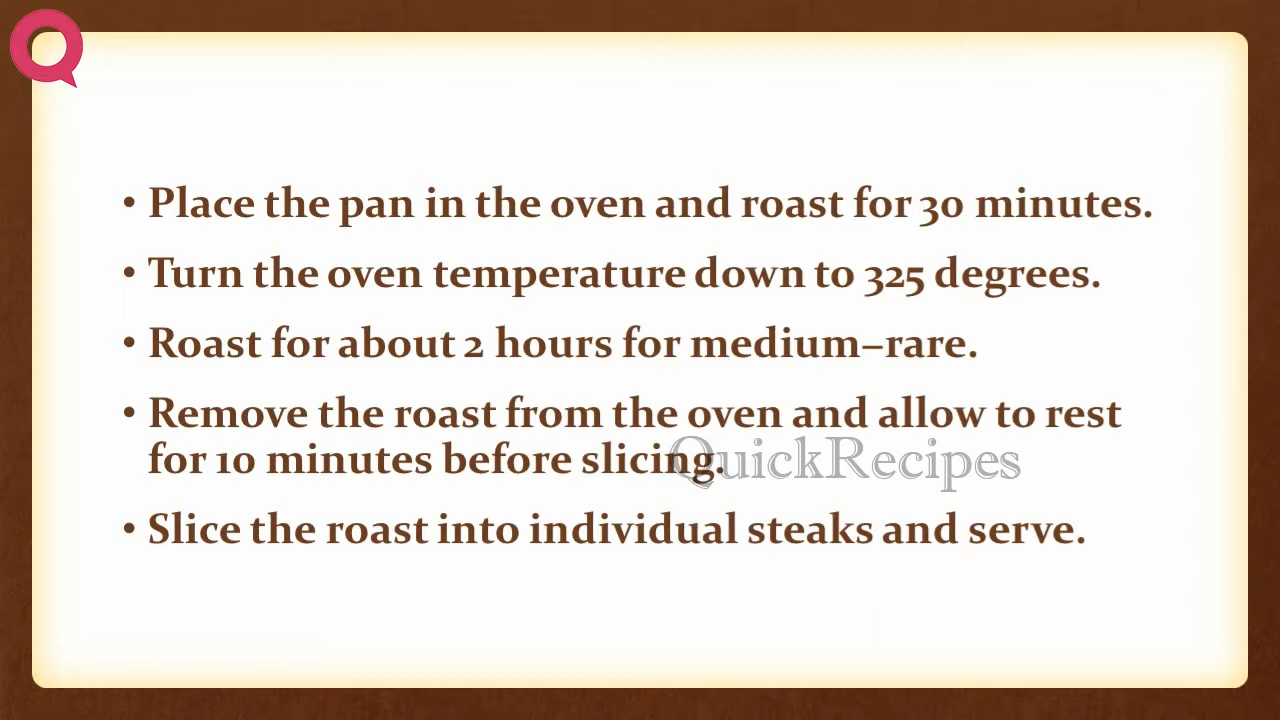 • Place the pan in the oven and roast for 30 minutes.
• Turn the oven temperature down to 325 degrees.
• Roast for about 2 hours for medium–rare.
• Remove the roast from the oven and allow to rest
for 10 minutes before slicing.
QuickRecipes
• Slice the roast into individual steaks and serve.